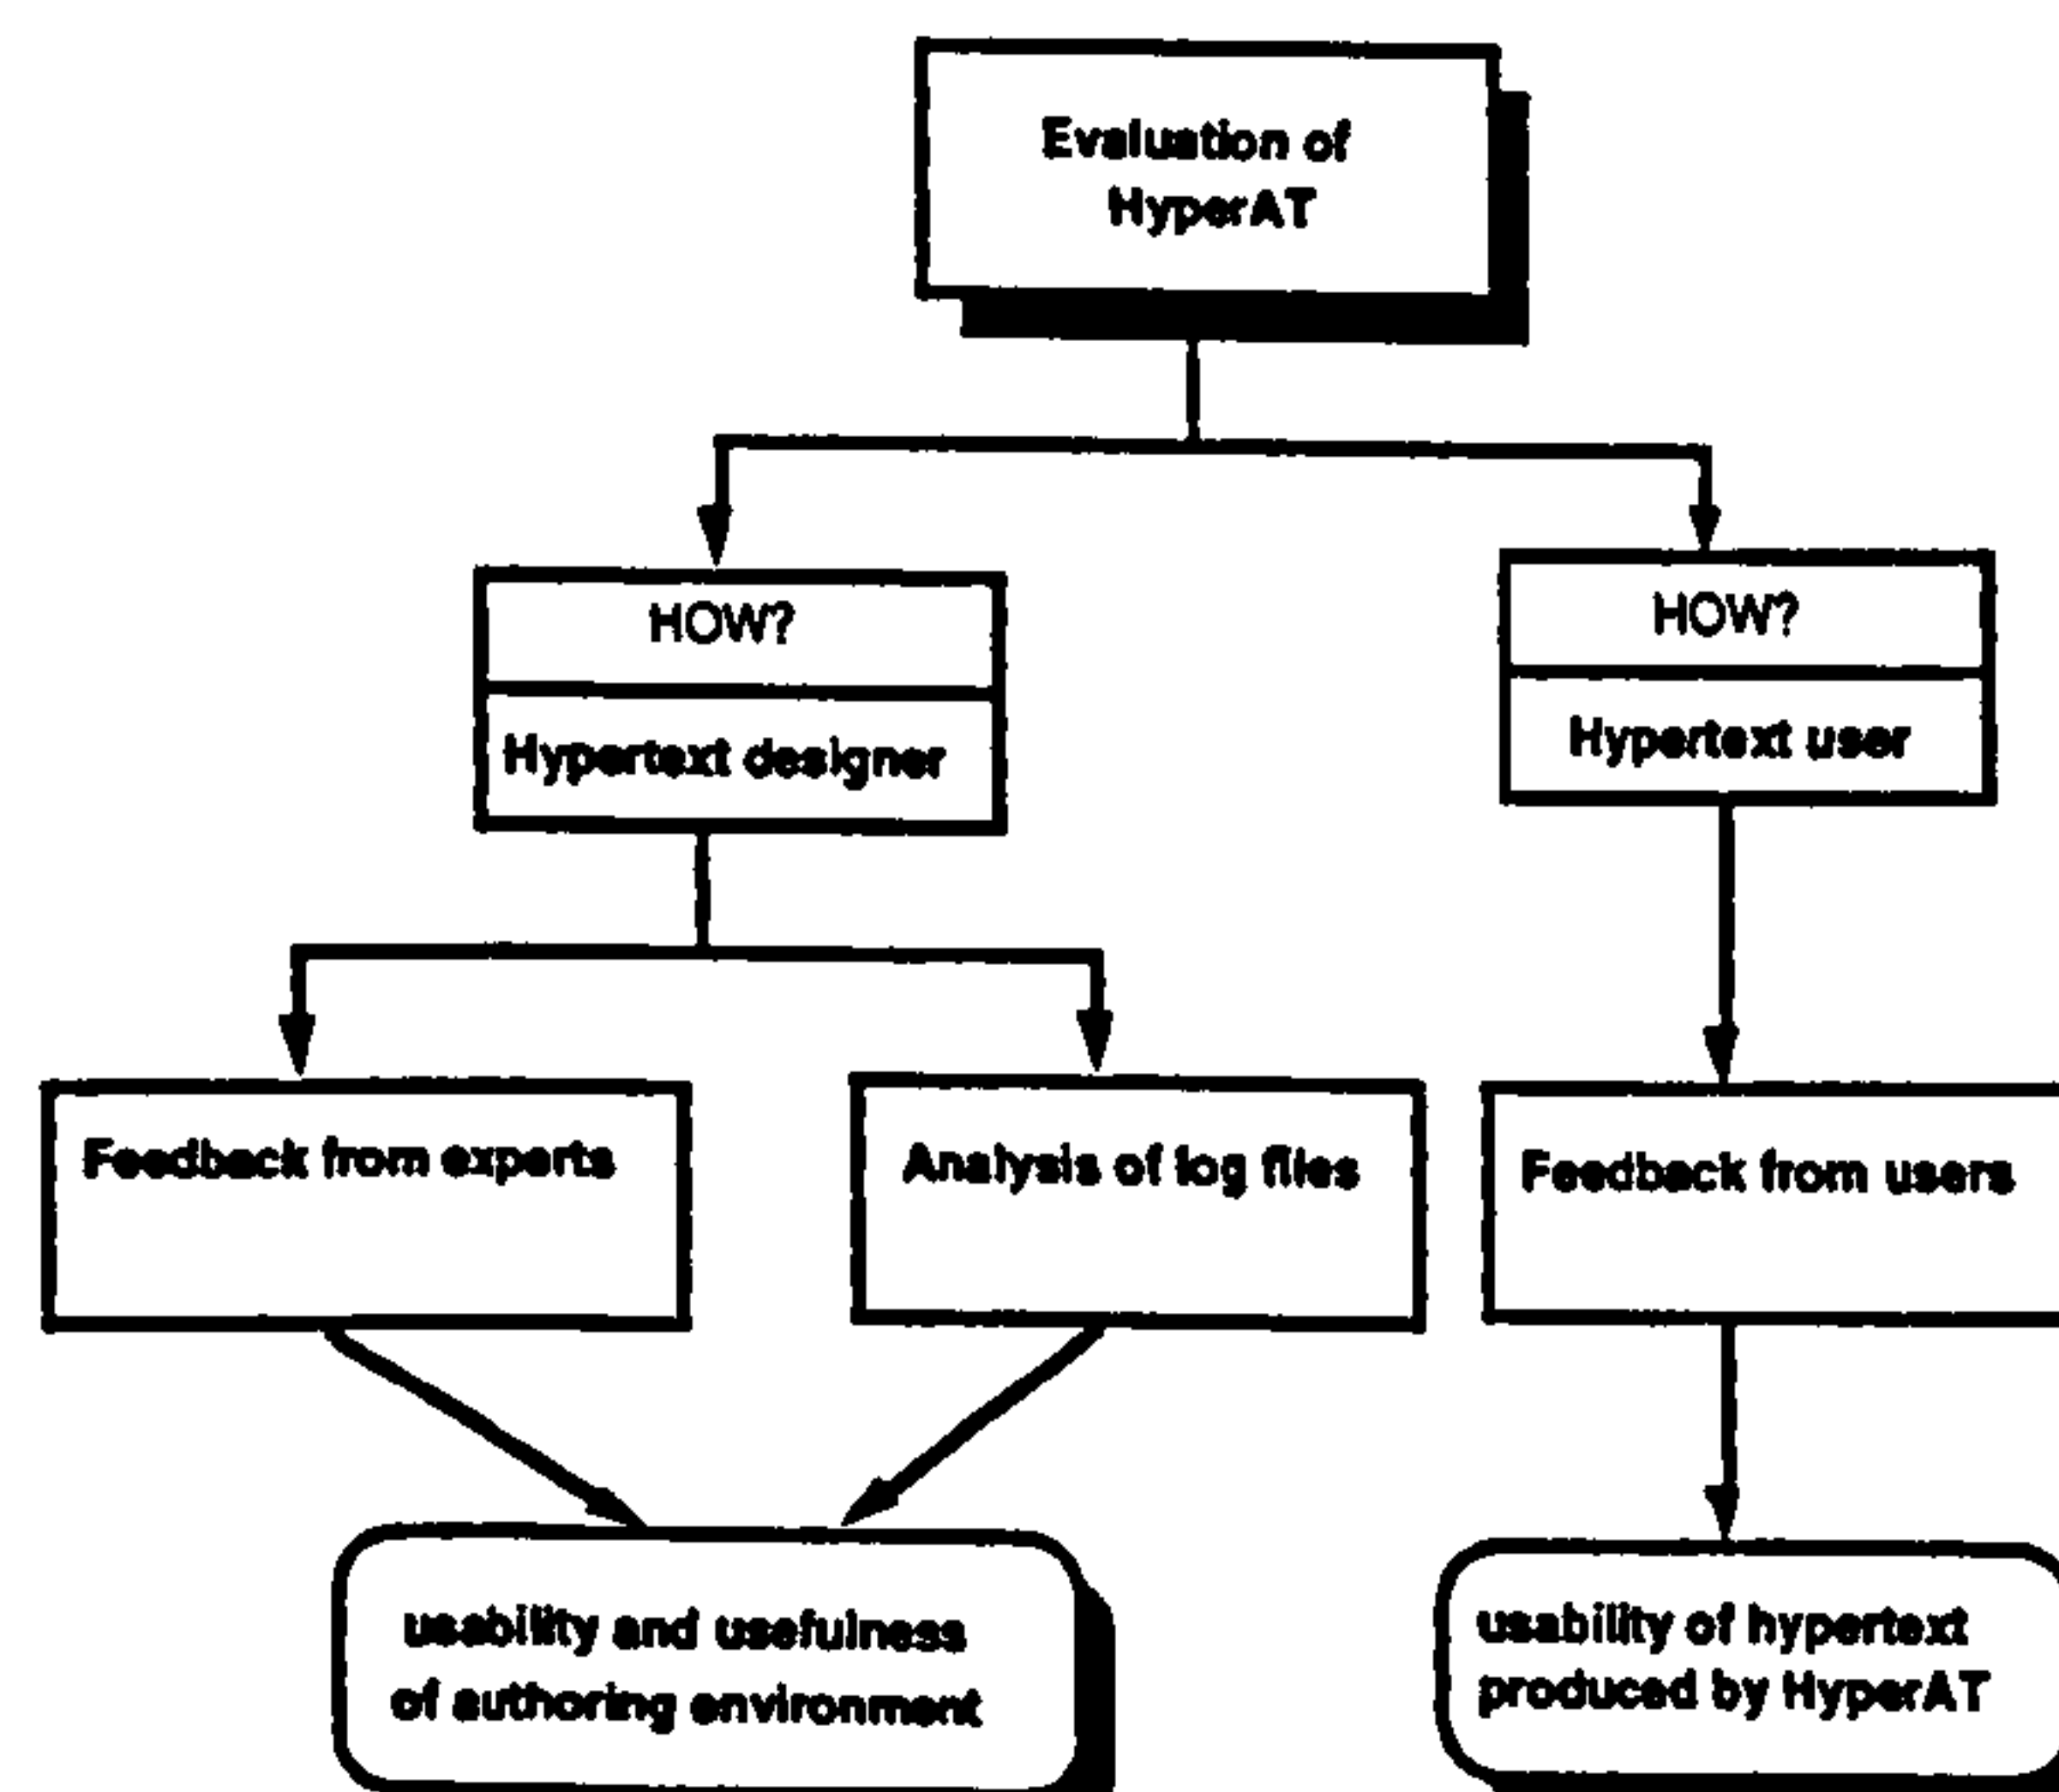 Evaluation of
HyperAT
HOW?
Hypertext designer
HOW?
Hypertext user
Feedback from experts
Analysis of log files
Feedback from users
usability and usefulness
of authoring environment
usability of hypertext
produced by HyperAT